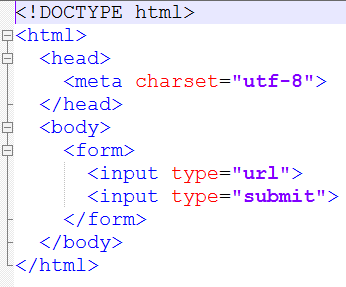 <!DOCTYPE html>
<html>
<head>
<meta charset="utf-8">
</head>
<body>
<form>
<input type="url">
<input type="submit">
</form>
</body>
</html>